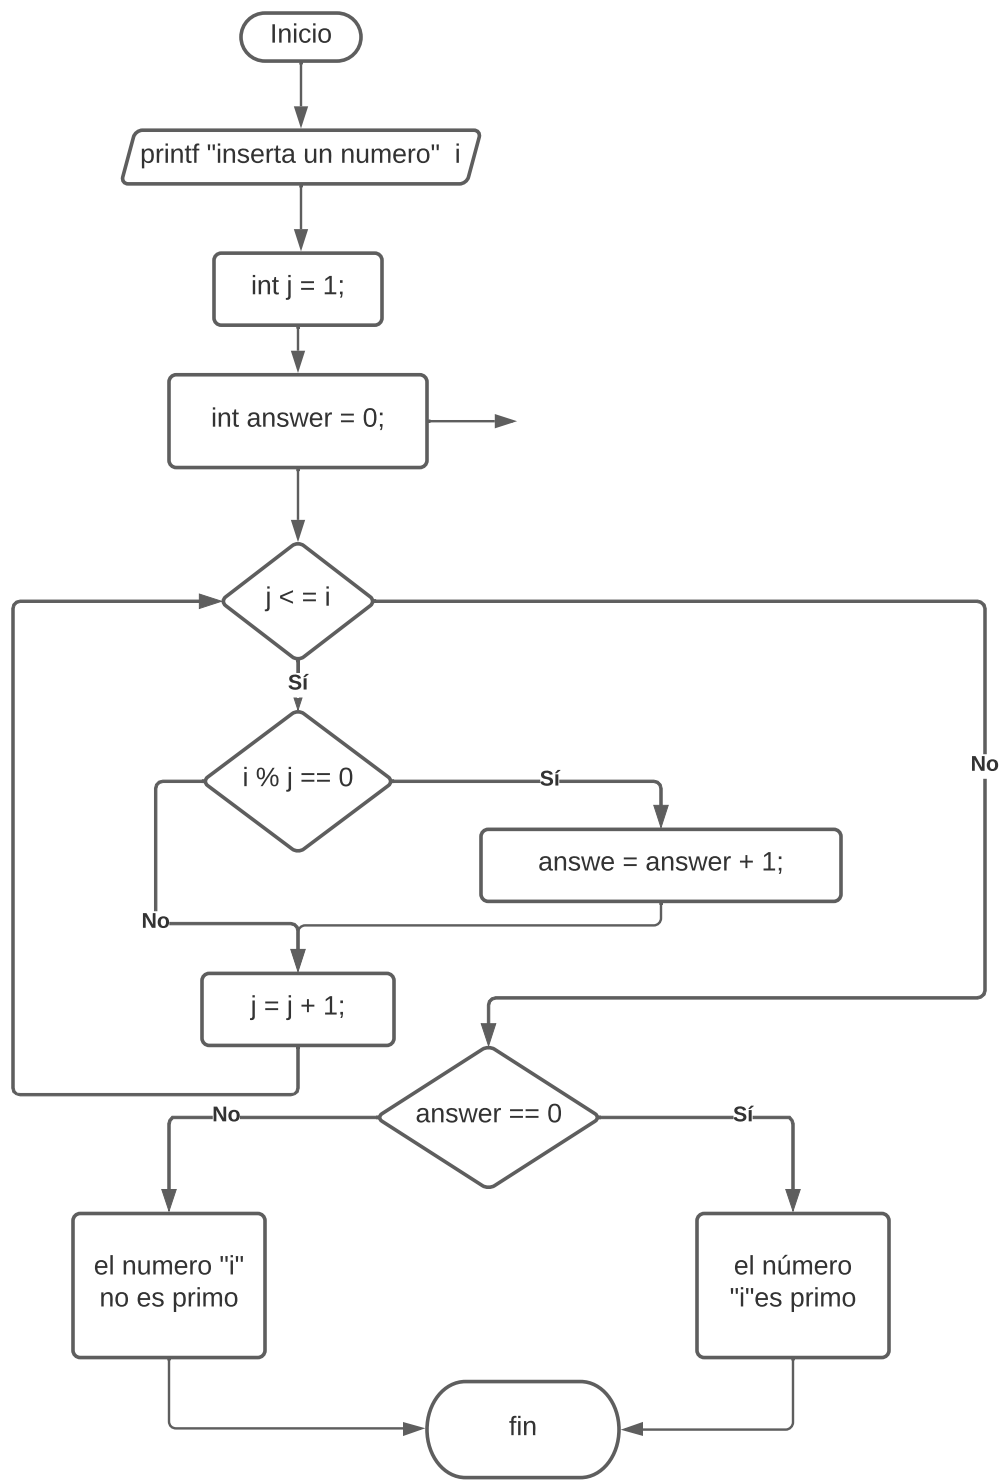 Inicio
printf "inserta un numero"  i
int j = 1;
int answer = 0;
j < = i
Sí
i % j == 0
Sí
No
answe = answer + 1;
No
j = j + 1;
answer == 0
No
Sí
el numero "i"
no es primo
el número
"i"es primo
fin